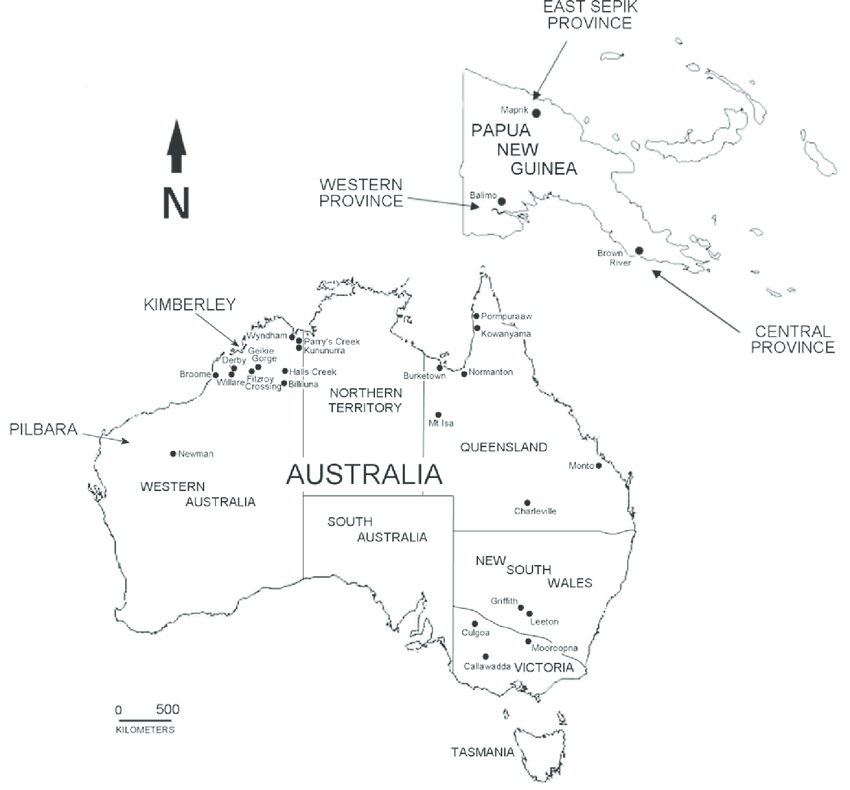 EAST SEPIK
PROVINCE
Maprik
PAPUA
NEW
GUINEA
WESTERN
PROVINCE
Balimo
Brown
River
N
CENTRAL
PROVINCE
KIMBERLEY
Pompuraaw
Kowanyama
Wyndham
Parry's Creek
Kununurra
Geikie
Gorge
Derby
Broome
Willare
Fitzroy
Crossing
Halls Creek
Billiluna
Burketown
Normanton
NORTHERN
TERRITORY
Mt Isa
PILBARA
Newman
QUEENSLAND
Monto
AUSTRALIA
WESTERN
AUSTRALIA
Charleville
SOUTH
AUSTRALIA
NEW
SOUTH
WALES
Griffith
Leeton
Culgoa
Mooroopna
Callawadda
VICTORIA
0 500
KILOMETERS
TASMANIA